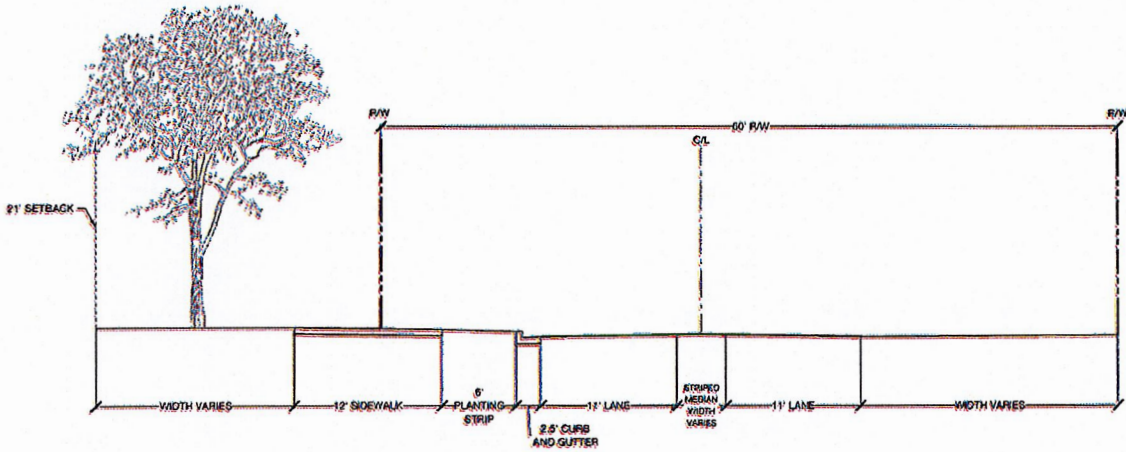 R/W
R/W
60' R/W
C/L
21' SETBACK
WIDTH VARIES
12' SIDEWALK
6'
PLANTING
STRIP
2.5' CURB
AND GUTTER
11' LANE
STRIPED
MEDIAN
WIDTH
VARIES
11' LANE
WIDTH VARIES